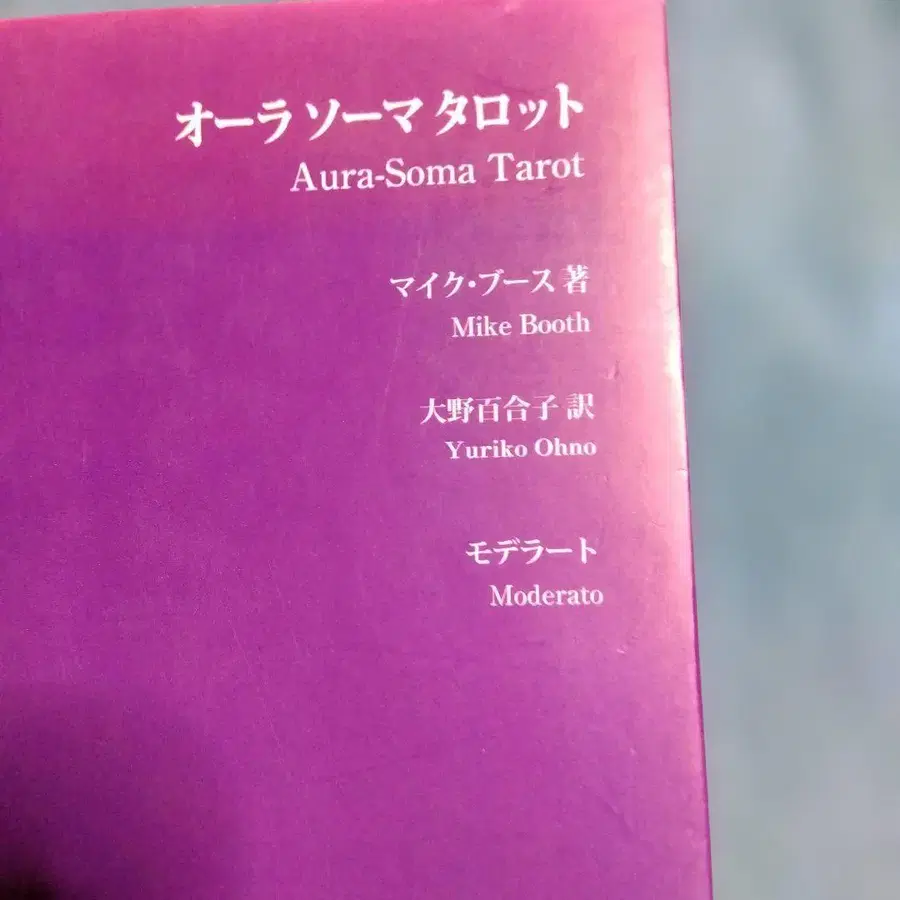 オーラ ソーマ タロット
Aura-Soma Tarot
マイク・ブース 著
Mike Booth
大野百合子 訳
Yuriko Ohno
モデラート
Moderato